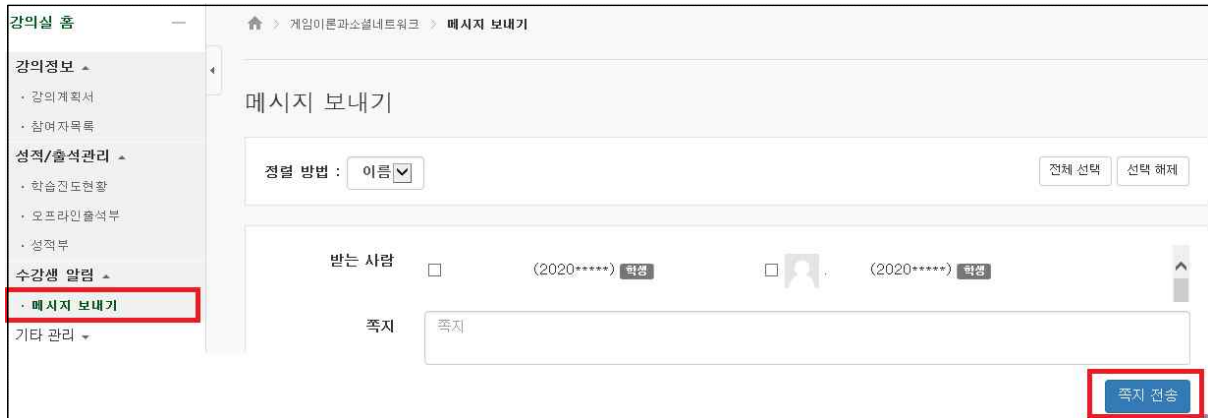 강의실 홈
게임이론과소셜네트워크 > 메시지 보내기
강의정보
· 강의계획서
· 참여자목록
성적/출석관리
· 학습진도현황
· 오프라인출석부
· 성적부
수강생 알림
· 메시지 보내기
기타 관리
메시지 보내기
정렬 방법 : 이름 전체 선택 선택 해제
받는 사람 (2020*****) 학생 (2020*****) 학생
쪽지 쪽지
쪽지 전송